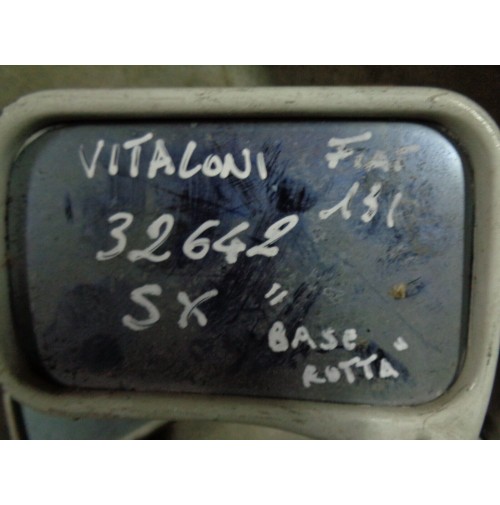 VITALONI FIAT
131
32642
SX "
BASE "
ROTTA